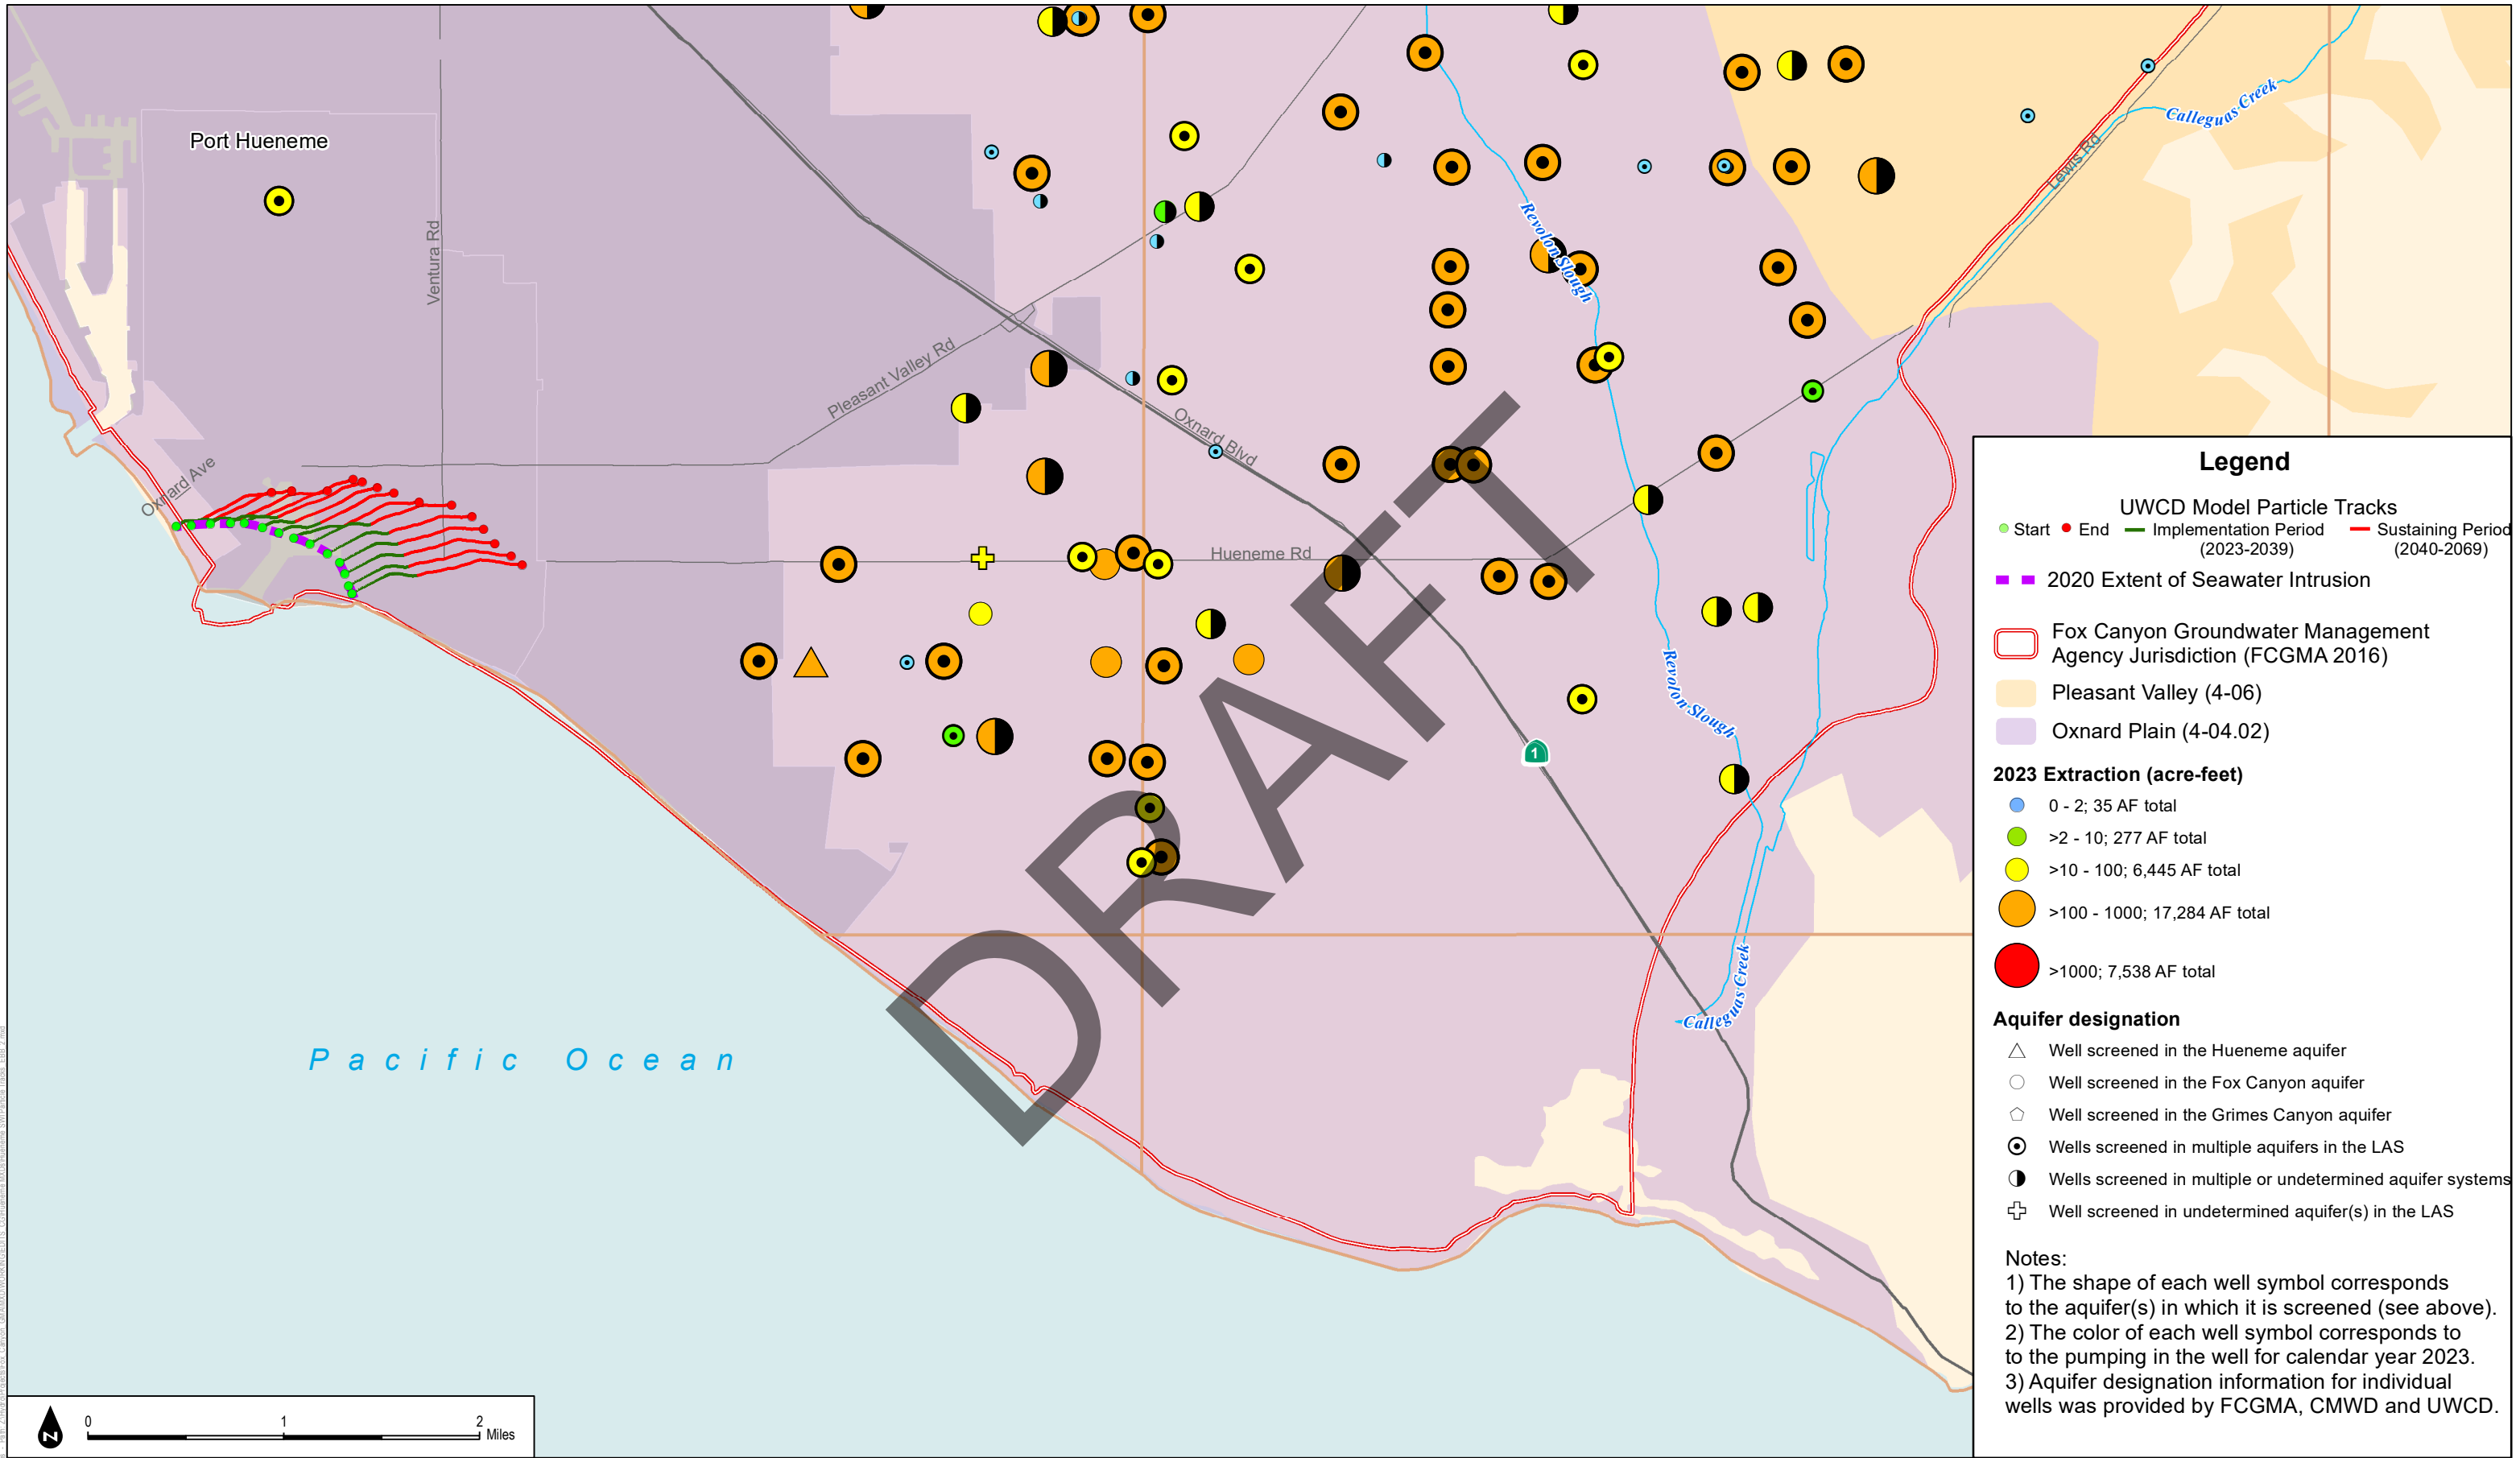 Port Hueneme
Ventura Rd
Oxnard Ave
Pleasant Valley Rd
Oxnard Blvd
Hueneme Rd
Lewis Rd
Calleguas Creek
Revolon Slough
Revolon Slough
Calleguas Creek
1
Pacific Ocean
DRAFT
N
0 1 2
Miles
Legend
UWCD Model Particle Tracks
Start End Implementation Period Sustaining Period
(2023-2039) (2040-2069)
2020 Extent of Seawater Intrusion
Fox Canyon Groundwater Management
Agency Jurisdiction (FCGMA 2016)
Pleasant Valley (4-06)
Oxnard Plain (4-04.02)
2023 Extraction (acre-feet)
0 - 2; 35 AF total
>2 - 10; 277 AF total
>10 - 100; 6,445 AF total
>100 - 1000; 17,284 AF total
>1000; 7,538 AF total
Aquifer designation
Well screened in the Hueneme aquifer
Well screened in the Fox Canyon aquifer
Well screened in the Grimes Canyon aquifer
Wells screened in multiple aquifers in the LAS
Wells screened in multiple or undetermined aquifer systems
Well screened in undetermined aquifer(s) in the LAS
Notes:
1) The shape of each well symbol corresponds
to the aquifer(s) in which it is screened (see above).
2) The color of each well symbol corresponds to
to the pumping in the well for calendar year 2023.
3) Aquifer designation information for individual
wells was provided by FCGMA, CMWD and UWCD.